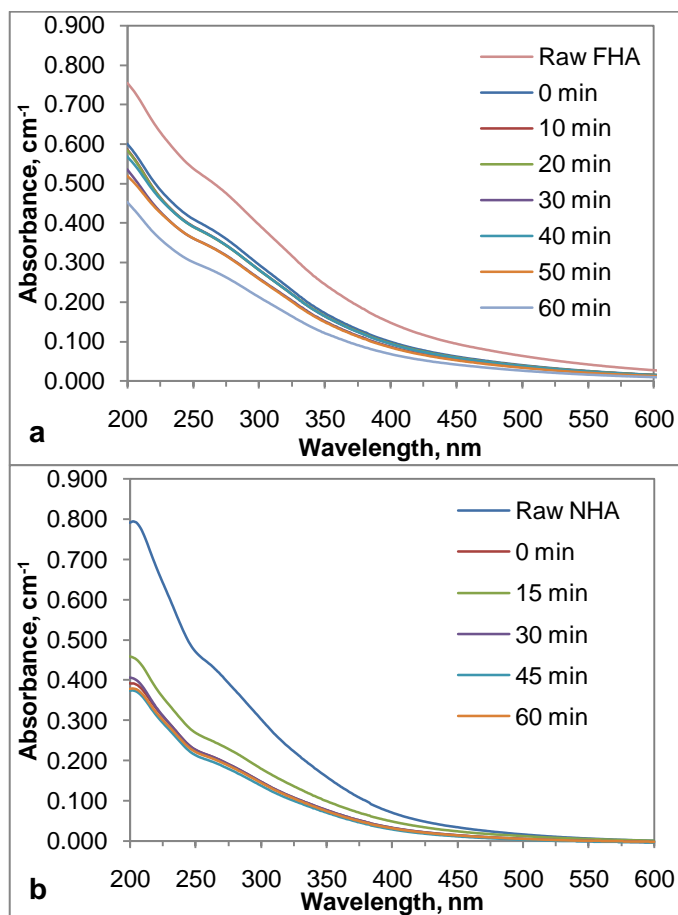 0.900
0.800
0.700
0.600
0.500
0.400
0.300
0.200
0.100
0.000
Absorbance, cm-1
Raw FHA
0 min
10 min
20 min
30 min
40 min
50 min
60 min
200 250 300 350 400 450 500 550 600
Wavelength, nm
a
0.900
0.800
0.700
0.600
0.500
0.400
0.300
0.200
0.100
0.000
Absorbance, cm-1
Raw NHA
0 min
15 min
30 min
45 min
60 min
200 250 300 350 400 450 500 550 600
Wavelength, nm
b